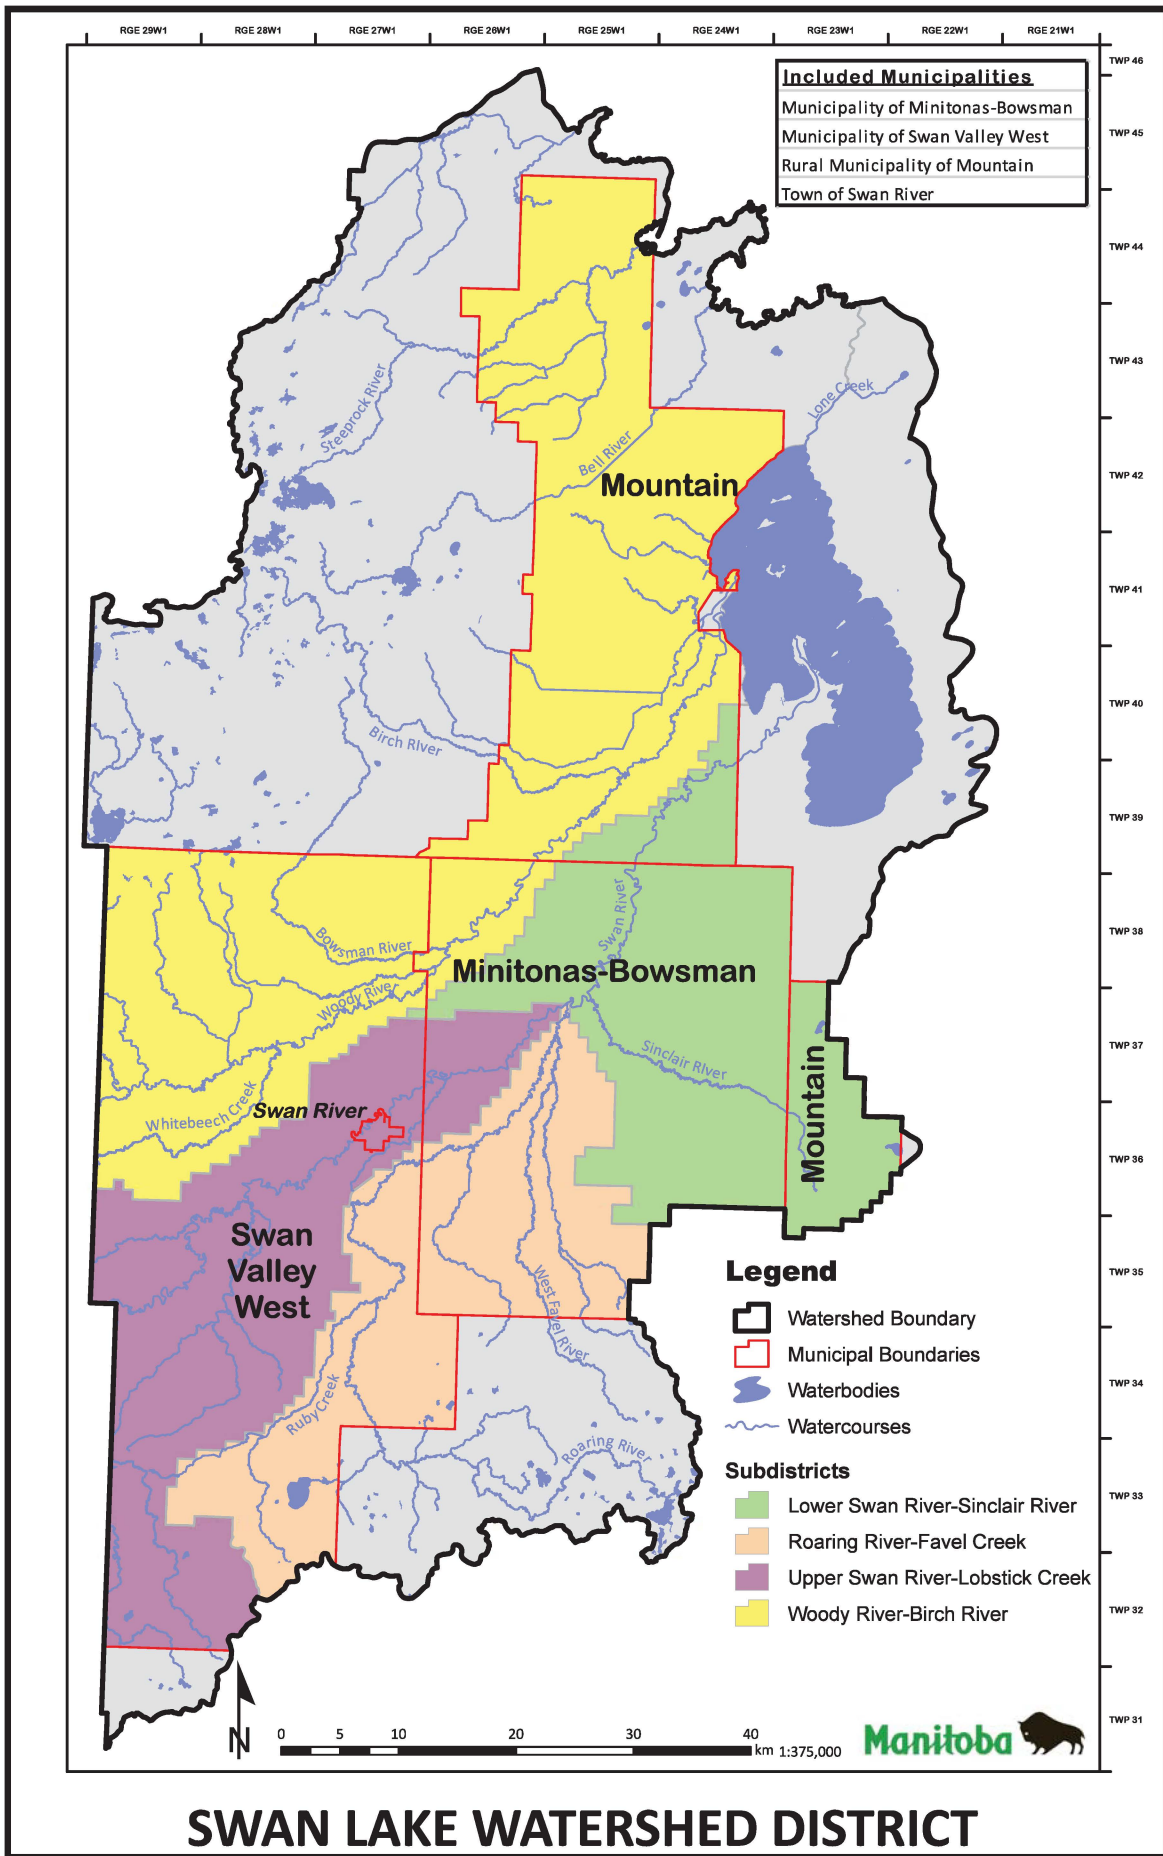 RGE 29W1 RGE 28W1 RGE 27W1 RGE 26W1 RGE 25W1 RGE 24W1 RGE 23W1 RGE 22W1 RGE 21W1
TWP 46
Included Municipalities
Municipality of Minitonas-Bowsman
Municipality of Swan Valley West
Rural Municipality of Mountain
Town of Swan River
TWP 45
TWP 44
TWP 43
TWP 42
TWP 41
TWP 40
TWP 39
TWP 38
TWP 37
TWP 36
TWP 35
TWP 34
TWP 33
TWP 32
TWP 31
Lone Creek
Steeprock River
Bell River
Mountain
Birch River
Swan River
Bowsman River
Minitonas-Bowsman
Woody River
Sinclair River
Mountain
Whitebeech Creek
Swan River
Swan
Valley
West
West Favel River
Ruby Creek
Roaring River
Legend
Watershed Boundary
Municipal Boundaries
Waterbodies
Watercourses
Subdistricts
Lower Swan River-Sinclair River
Roaring River-Favel Creek
Upper Swan River-Lobstick Creek
Woody River-Birch River
N
0 5 10 20 30 40
km 1:375,000
Manitoba
SWAN LAKE WATERSHED DISTRICT